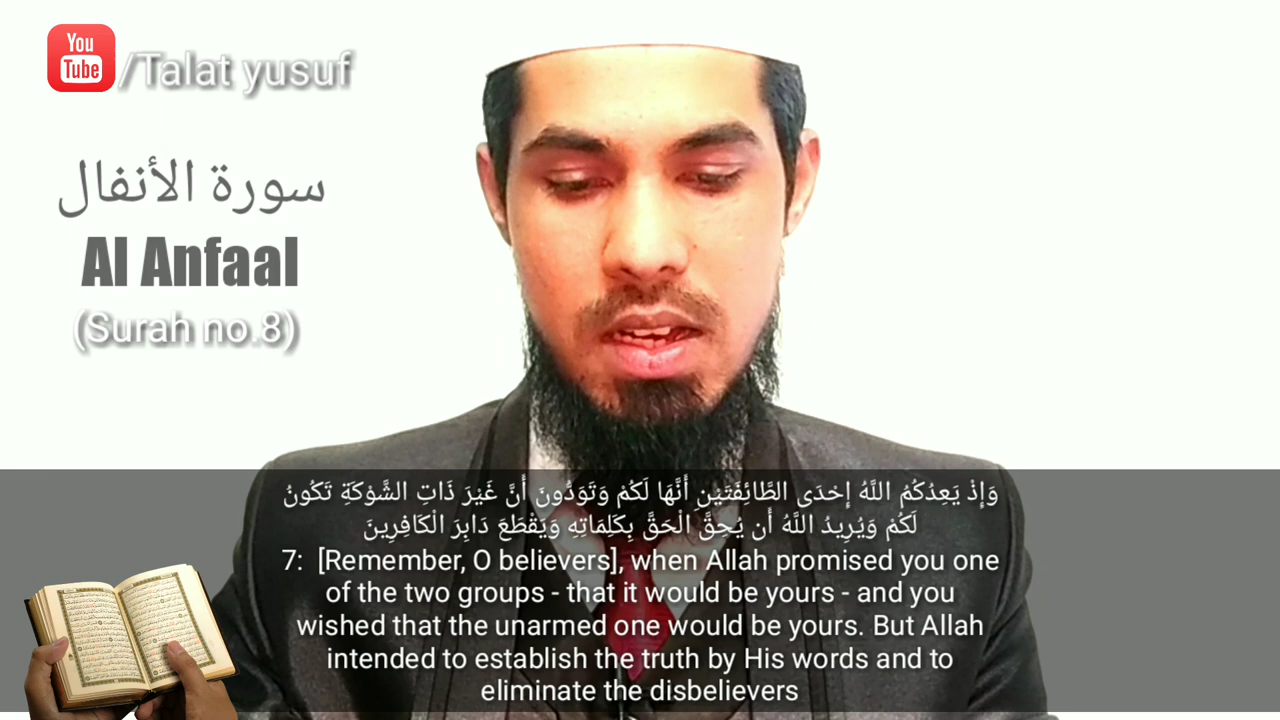 You
Tube
/Talat yusuf
سورة الأنفال
Al Anfaal
(Surah no.8)
وَإِذْ يَعِدُكُمُ اللَّهُ إِحْدَى الطَّائِفَتَيْنِ أَنَّهَا لَكُمْ وَتَوَدُّونَ أَنَّ غَيْرَ ذَاتِ الشَّوْكَةِ تَكُونُ
لَكُمْ وَيُرِيدُ اللَّهُ أَن يُحِقَّ الْحَقَّ بِكَلِمَاتِهِ وَيَقْطَعَ دَابِرَ الْكَافِرِينَ
7: [Remember, O believers], when Allah promised you one
of the two groups - that it would be yours - and you
wished that the unarmed one would be yours. But Allah
intended to establish the truth by His words and to
eliminate the disbelievers